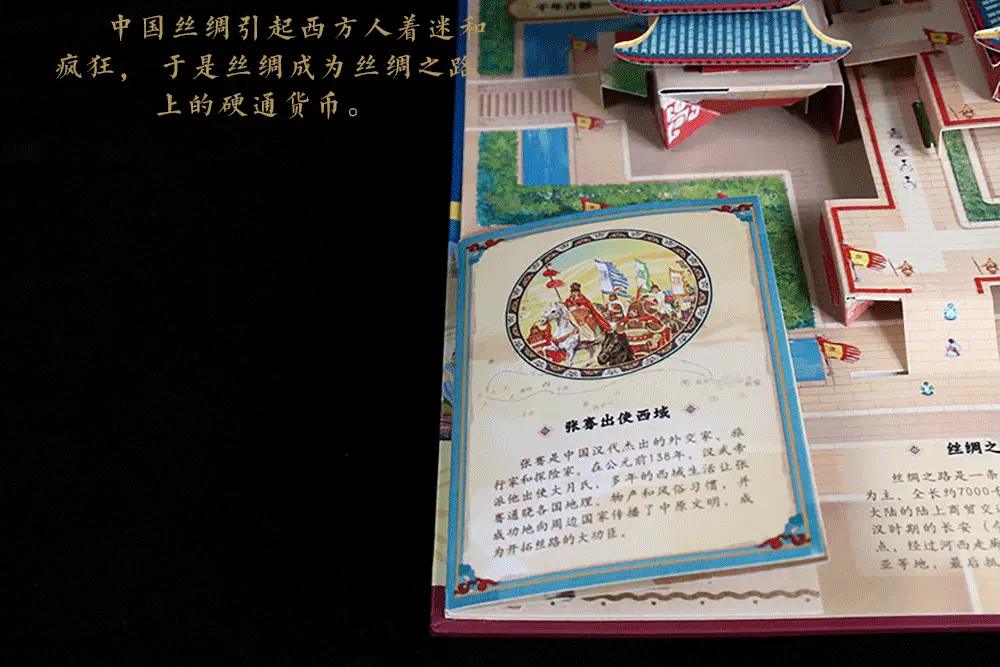 中国丝绸引起西方人着迷和
疯狂， 于是丝绸成为丝绸之路
上的硬通货币。
千年古都
张骞出使西域
张骞是中国汉代杰出的外交家、旅
行家和探险家。在公元前138年，汉武帝
派他出使大月氏，多年的西域生活让张
骞通晓各国地理、物产和风俗习惯，并
成功地向周边国家传播了中原文明，成
为开拓丝路的大功臣。
丝绸之
丝绸之路是一条
为主、全长约7000千
大陆的陆上商贸交
汉时期的长安（
点，经过河西走廊
亚等地，最后抵